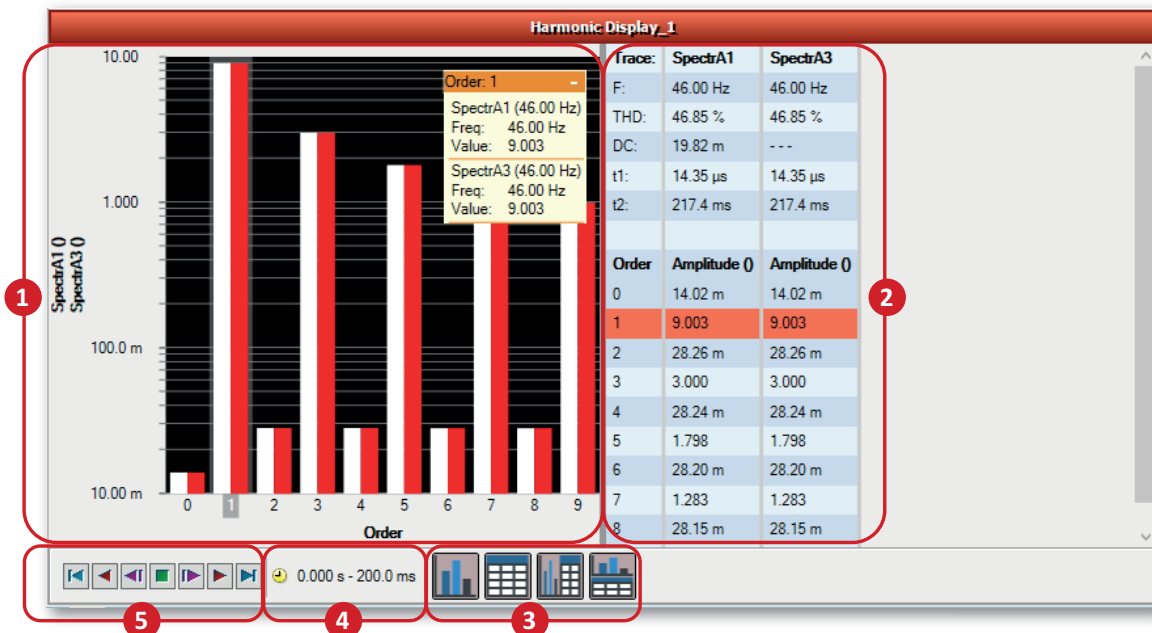 Harmonic Display_1
10.00
1.000
100.0 m
10.00 m
SpectrA1 ()
SpectrA3 ()
0 1 2 3 4 5 6 7 8 9
Order
Order: 1 –
SpectrA1 (46.00 Hz)
Freq: 46.00 Hz
Value: 9.003
SpectrA3 (46.00 Hz)
Freq: 46.00 Hz
Value: 9.003
1
Trace: SpectrA1 SpectrA3
F: 46.00 Hz 46.00 Hz
THD: 46.85 % 46.85 %
DC: 19.82 m - - -
t1: 14.35 µs 14.35 µs
t2: 217.4 ms 217.4 ms
Order Amplitude () Amplitude ()
0 14.02 m 14.02 m
1 9.003 9.003
2 28.26 m 28.26 m
3 3.000 3.000
4 28.24 m 28.24 m
5 1.798 1.798
6 28.20 m 28.20 m
7 1.283 1.283
8 28.15 m 28.15 m
2
0.000 s - 200.0 ms
5
4
3